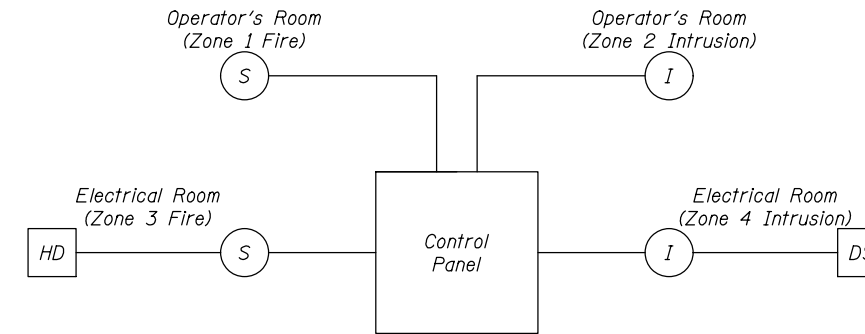 Operator's Room
(Zone 1 Fire)
S
Operator's Room
(Zone 2 Intrusion)
I
Electrical Room
(Zone 3 Fire)
HD
S
Control
Panel
Electrical Room
(Zone 4 Intrusion)
I